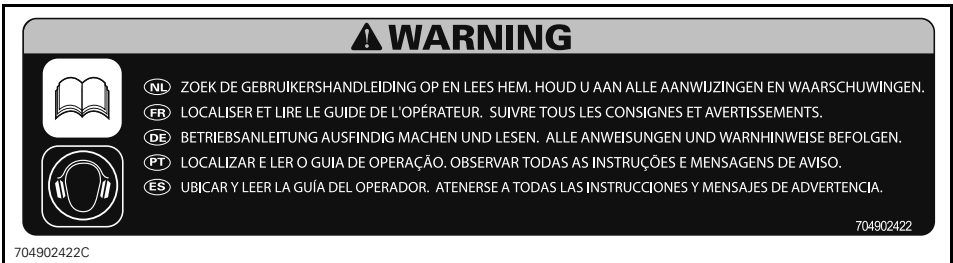 WARNING
NL ZOEK DE GEBRUIKERSHANDLEIDING OP EN LEES HEM. HOUD U AAN ALLE AANWIJZINGEN EN WAARSCHUWINGEN.
FR LOCALISER ET LIRE LE GUIDE DE L'OPÉRATEUR. SUIVRE TOUS LES CONSIGNES ET AVERTISSEMENTS.
DE BETRIEBSANLEITUNG AUSFINDIG MACHEN UND LESEN. ALLE ANWEISUNGEN UND WARNHINWEISE BEFOLGEN.
PT LOCALIZAR E LER O GUIA DE OPERAÇÃO. OBSERVAR TODAS AS INSTRUÇÕES E MENSAGENS DE AVISO.
ES UBICAR Y LEER LA GUÍA DEL OPERADOR. ATENERSE A TODAS LAS INSTRUCCIONES Y MENSAJES DE ADVERTENCIA.
704902422
704902422C